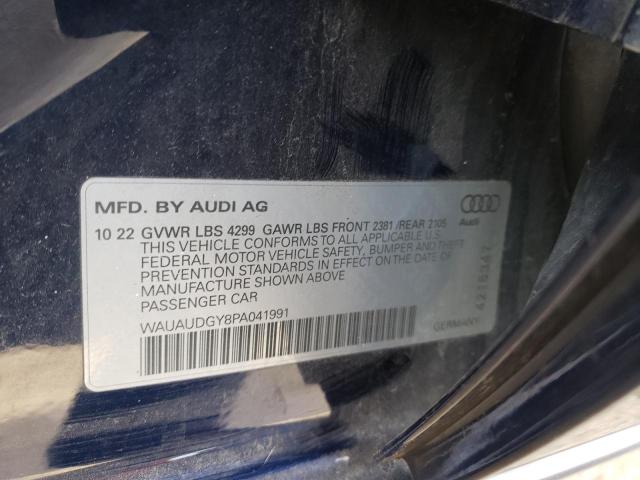 MFD. BY AUDI AG
10 22 GVWR LBS 4299 GAWR LBS FRONT 2381 /REAR 2105
THIS VEHICLE CONFORMS TO ALL APPLICABLE U.S.
FEDERAL MOTOR VEHICLE SAFETY, BUMPER AND THEFT
PREVENTION STANDARDS IN EFFECT ON THE DATE OF
MANUFACTURE SHOWN ABOVE
PASSENGER CAR
WAUAUDGY8PA041991
GERMANY
4216347